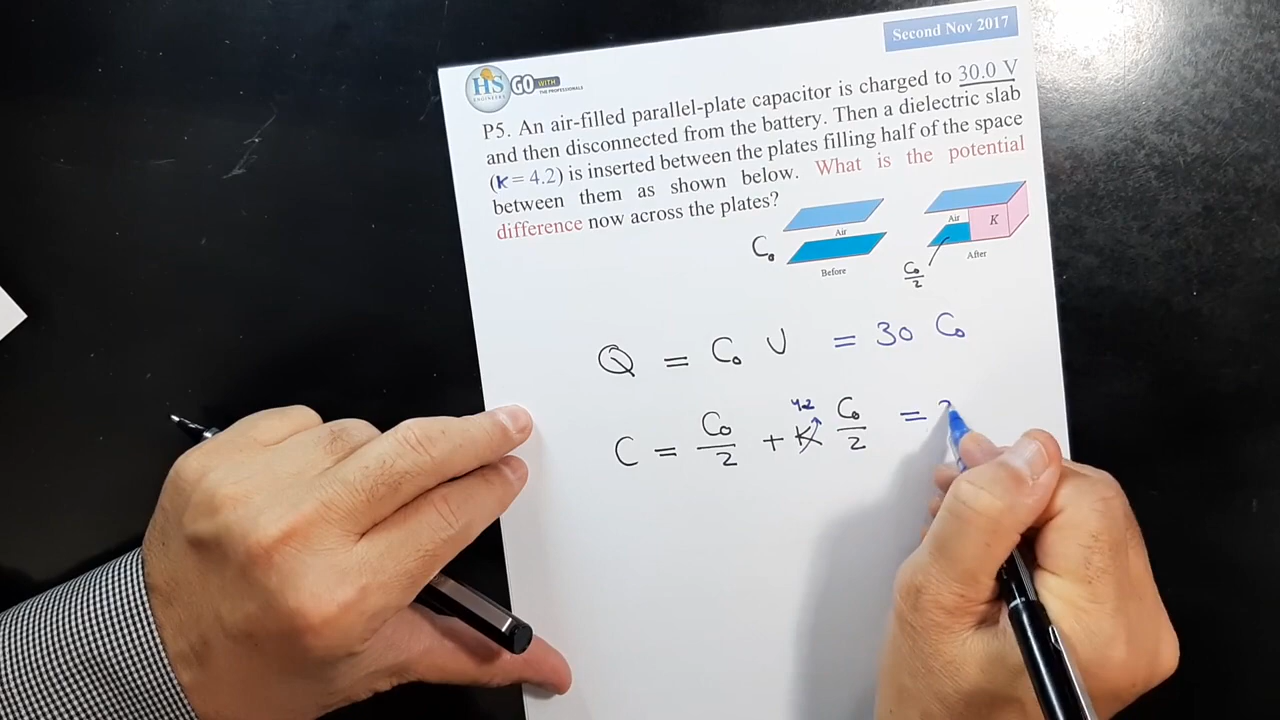 Second Nov 2017
HS
ENGINEERS
GO WITH
THE PROFESSIONALS
P5. An air-filled parallel-plate capacitor is charged to 30.0 V
and then disconnected from the battery. Then a dielectric slab
(K = 4.2) is inserted between the plates filling half of the space
between them as shown below. What is the potential
difference now across the plates?
C₀
Air
Before
Air
K
After
C₀/2
Q = C₀ V = 30 C₀
4.2
C = C₀/2 + K C₀/2 =